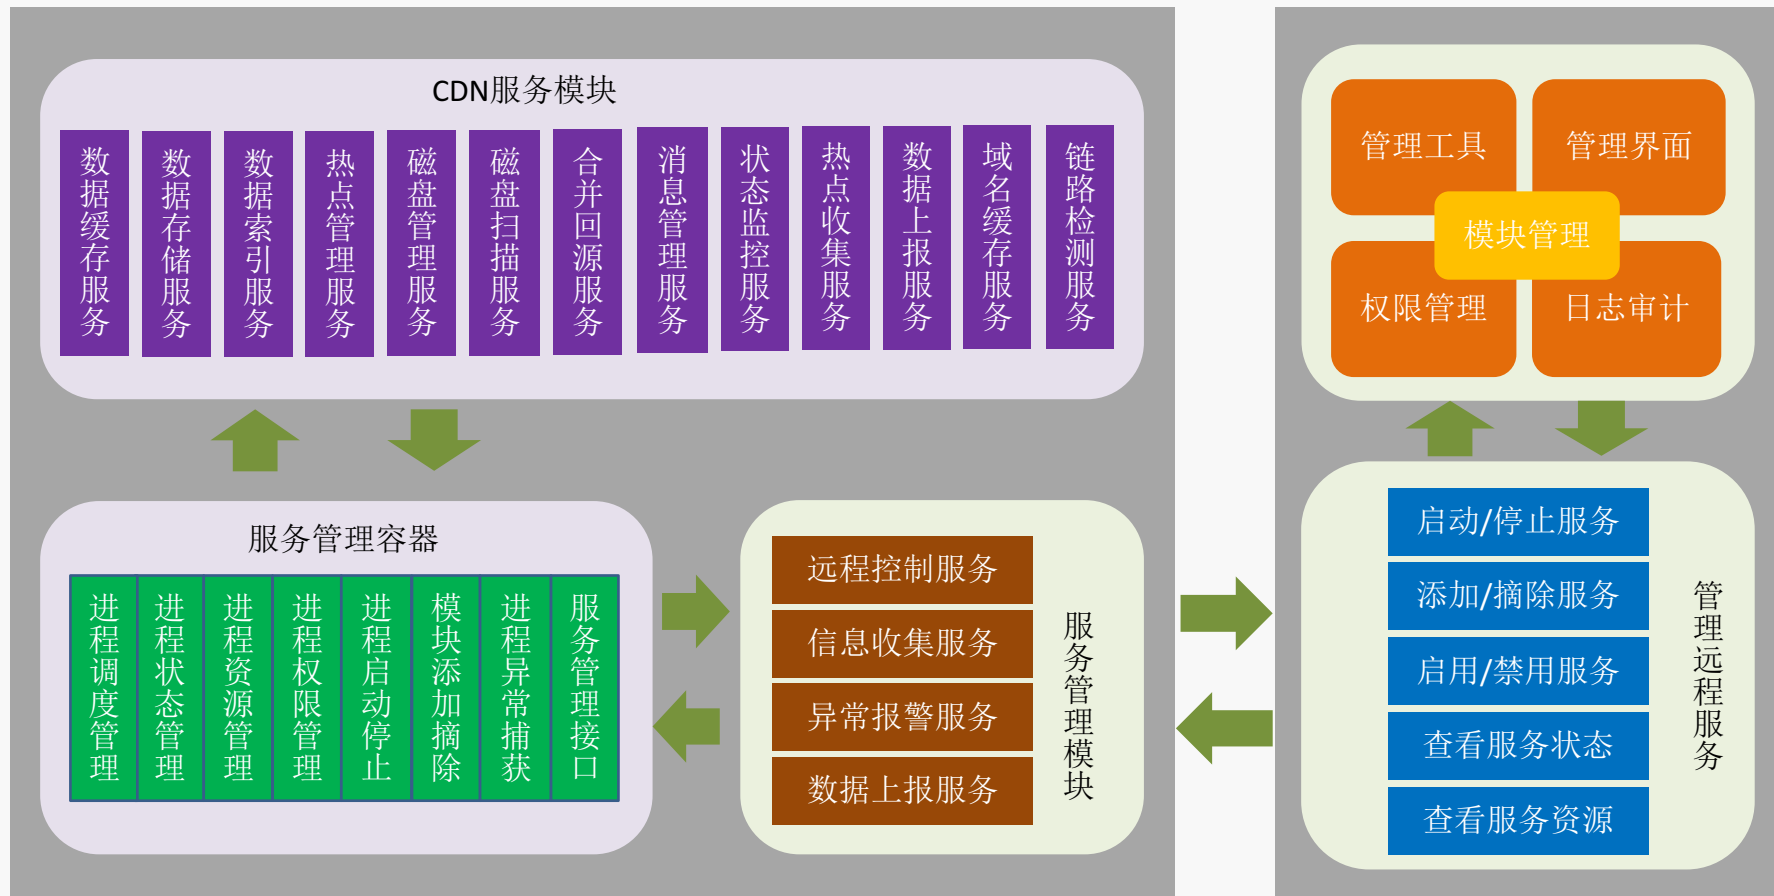 CDN服务模块
数据缓存服务
数据存储服务
数据索引服务
热点管理服务
磁盘管理服务
磁盘扫描服务
合并回源服务
消息管理服务
状态监控服务
热点收集服务
数据上报服务
域名缓存服务
链路检测服务
服务管理容器
进程调度管理
进程状态管理
进程资源管理
进程权限管理
进程启动停止
模块添加摘除
进程异常捕获
服务管理接口
远程控制服务
信息收集服务
异常报警服务
数据上报服务
服务管理模块
管理工具
管理界面
模块管理
权限管理
日志审计
启动/停止服务
添加/摘除服务
启用/禁用服务
查看服务状态
查看服务资源
管理远程服务